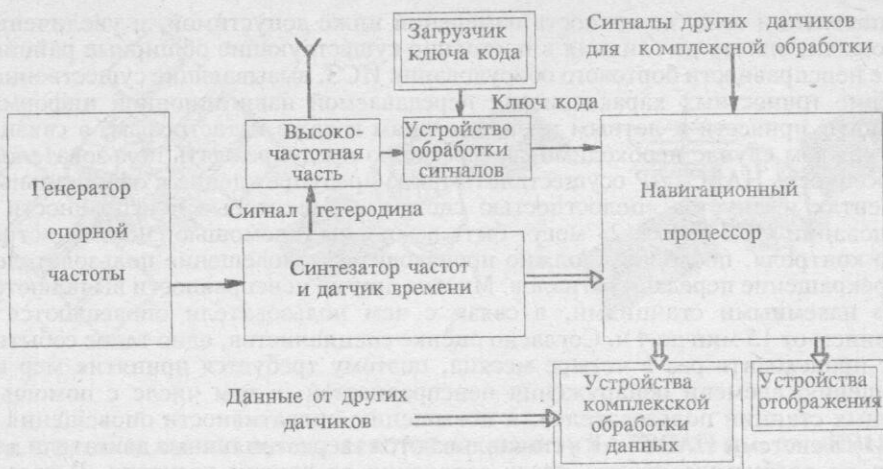 Загрузчик
ключа кода
Сигналы других датчиков
для комплексной обработки
Ключ кода
Высоко-
частотная
часть
Устройство
обработки
сигналов
Генератор
опорной
частоты
Сигнал гетеродина
Навигационный
процессор
Синтезатор частот
и датчик времени
Данные от других
датчиков
Устройства
комплекской
обработки
данных
Устройства
отображения